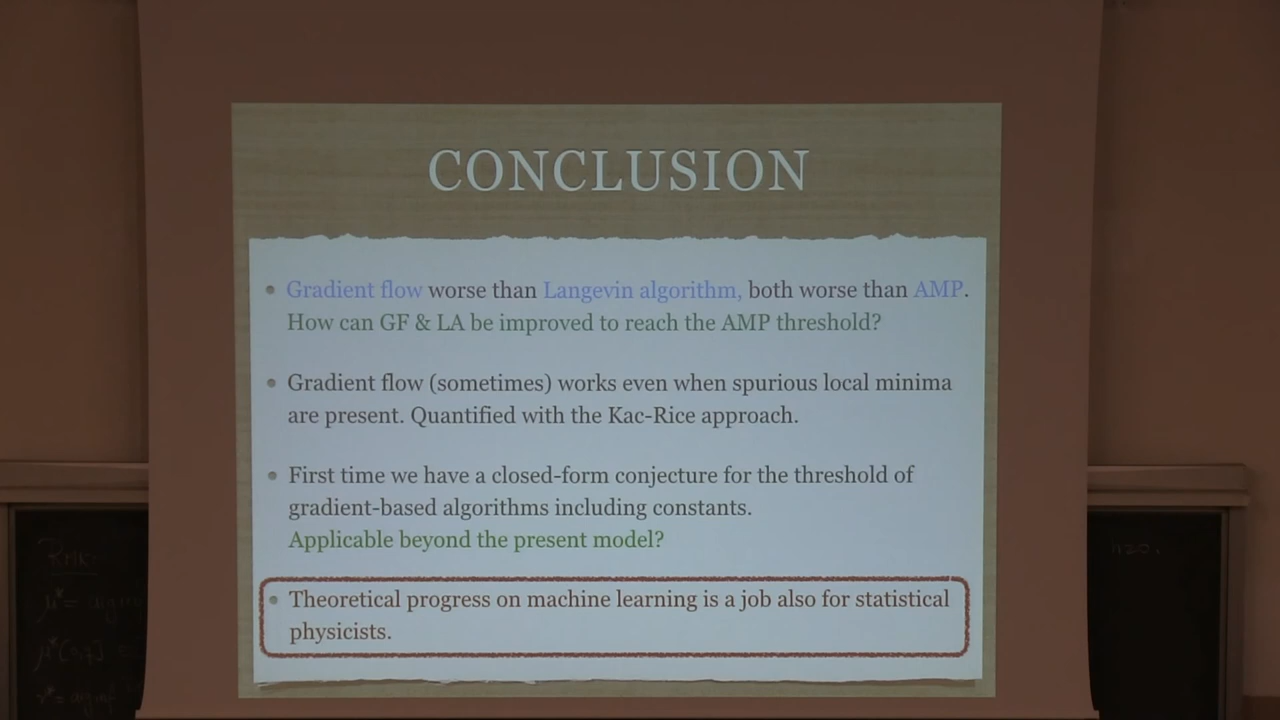 CONCLUSION
• Gradient flow worse than Langevin algorithm, both worse than AMP.
How can GF & LA be improved to reach the AMP threshold?
• Gradient flow (sometimes) works even when spurious local minima
are present. Quantified with the Kac-Rice approach.
• First time we have a closed-form conjecture for the threshold of
gradient-based algorithms including constants.
Applicable beyond the present model?
• Theoretical progress on machine learning is a job also for statistical
physicists.